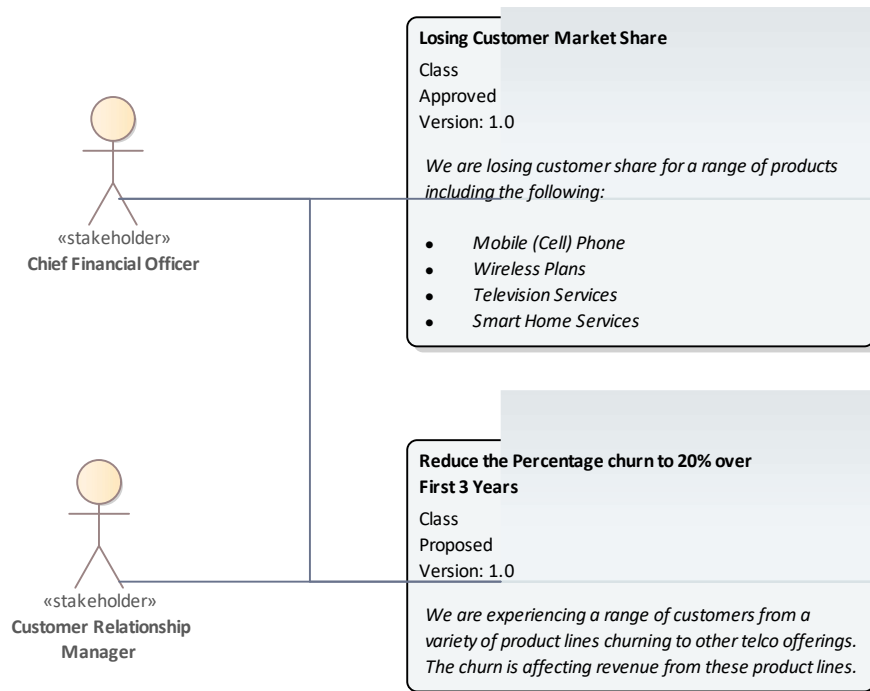 Losing Customer Market Share
Class
Approved
Version: 1.0
We are losing customer share for a range of products
including the following:
• Mobile (Cell) Phone
• Wireless Plans
• Television Services
• Smart Home Services
«stakeholder»
Chief Financial Officer
Reduce the Percentage churn to 20% over
First 3 Years
Class
Proposed
Version: 1.0
We are experiencing a range of customers from a
variety of product lines churning to other telco offerings.
The churn is affecting revenue from these product lines.
«stakeholder»
Customer Relationship
Manager